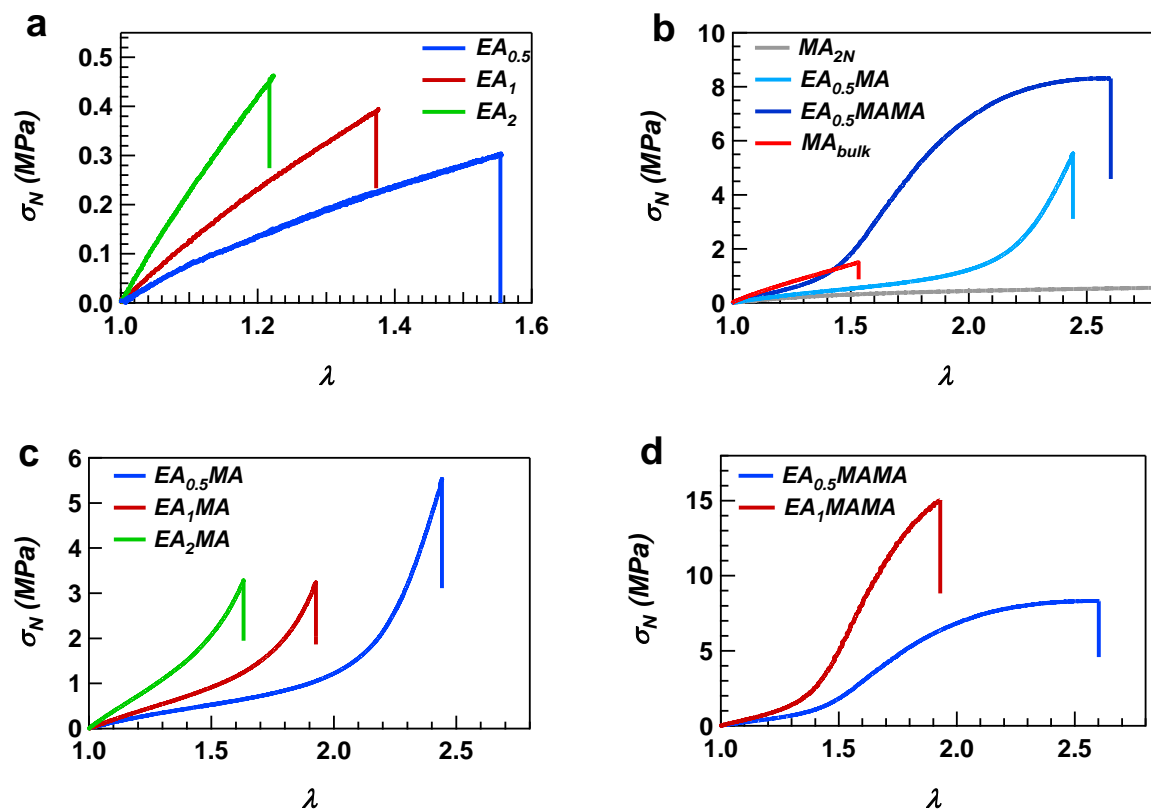 a
EA0.5
EA1
EA2
σN (MPa)
0.5
0.4
0.3
0.2
0.1
0.0
1.0 1.2 1.4 1.6
λ
b
MA2N
EA0.5MA
EA0.5MAMA
MAbulk
σN (MPa)
10
8
6
4
2
0
1.0 1.5 2.0 2.5
λ
c
EA0.5MA
EA1MA
EA2MA
σN (MPa)
6
5
4
3
2
1
0
1.0 1.5 2.0 2.5
λ
d
EA0.5MAMA
EA1MAMA
σN (MPa)
15
10
5
0
1.0 1.5 2.0 2.5
λ